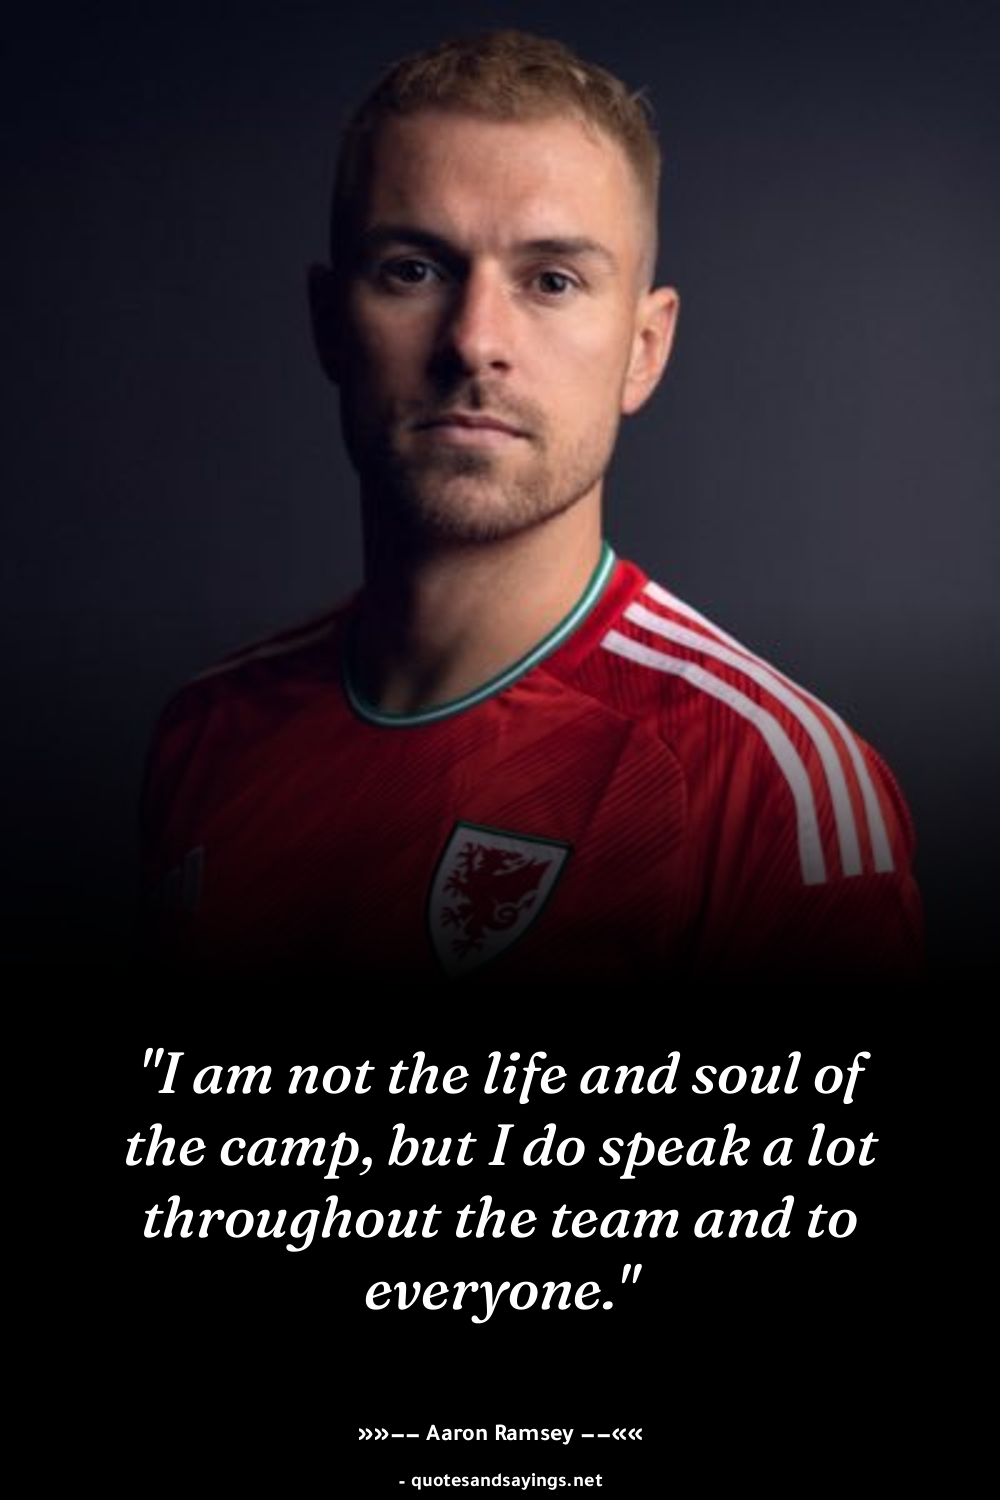 "I am not the life and soul of
the camp, but I do speak a lot
throughout the team and to
everyone."
»»−− Aaron Ramsey −−««
- quotesandsayings.net